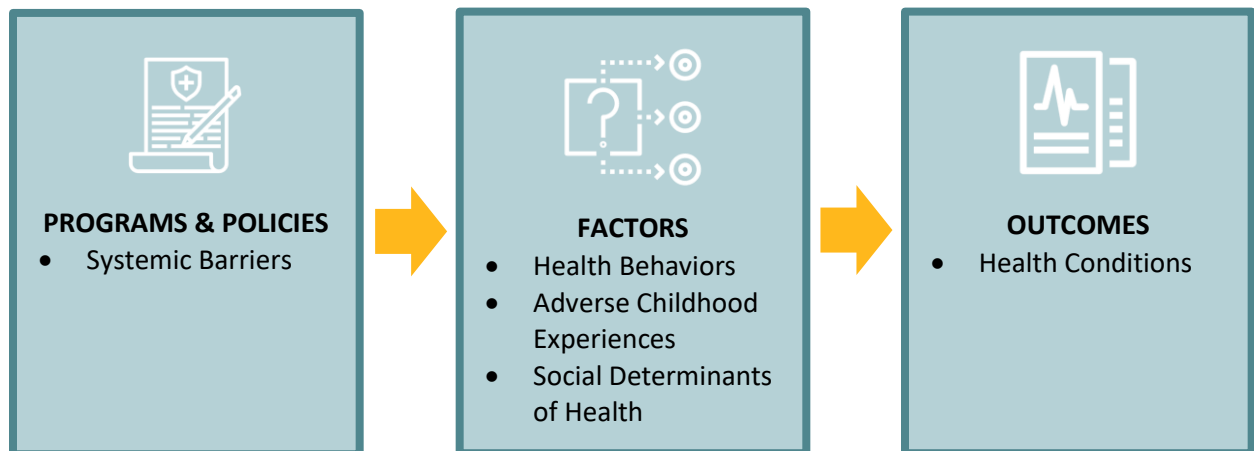 PROGRAMS & POLICIES
• Systemic Barriers
FACTORS
• Health Behaviors
• Adverse Childhood
Experiences
• Social Determinants
of Health
OUTCOMES
• Health Conditions